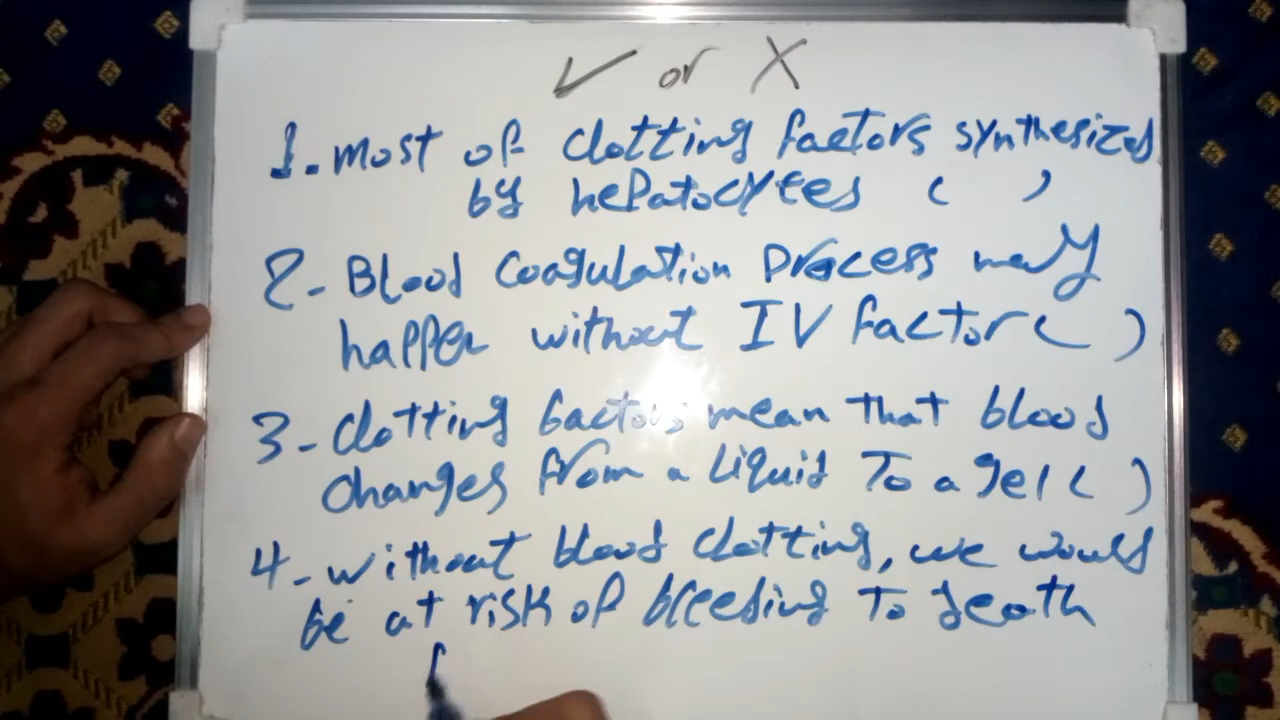 ✓ or X
1. most of clotting factors synthesized
by hepatocytes ( )
2- Blood coagulation process may
happen without IV factor ( )
3- clotting factors mean that blood
changes from a liquid to a gel ( )
4- without blood clotting, we would
be at risk of bleeding to death
(